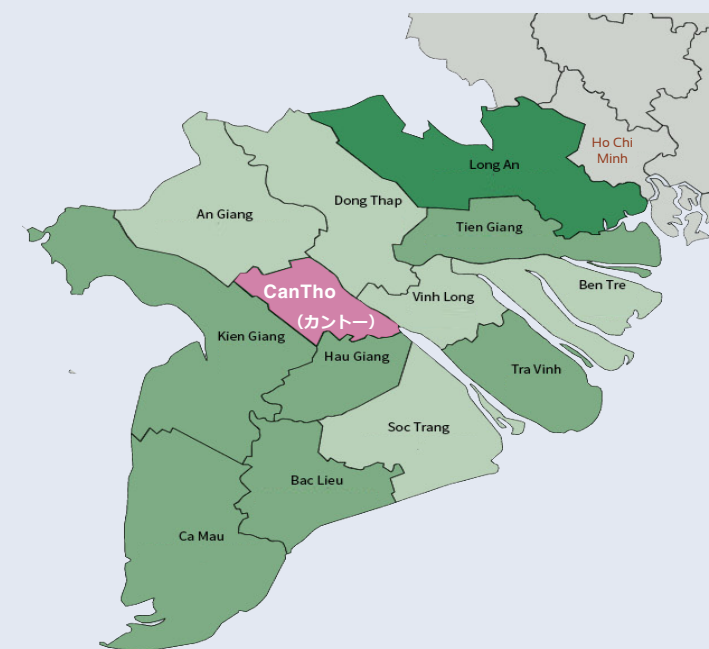 Ho Chi
Minh
Long An
Dong Thap
An Giang
Tien Giang
Ben Tre
CanTho
（カントー）
Vinh Long
Kien Giang
Hau Giang
Tra Vinh
Soc Trang
Bac Lieu
Ca Mau